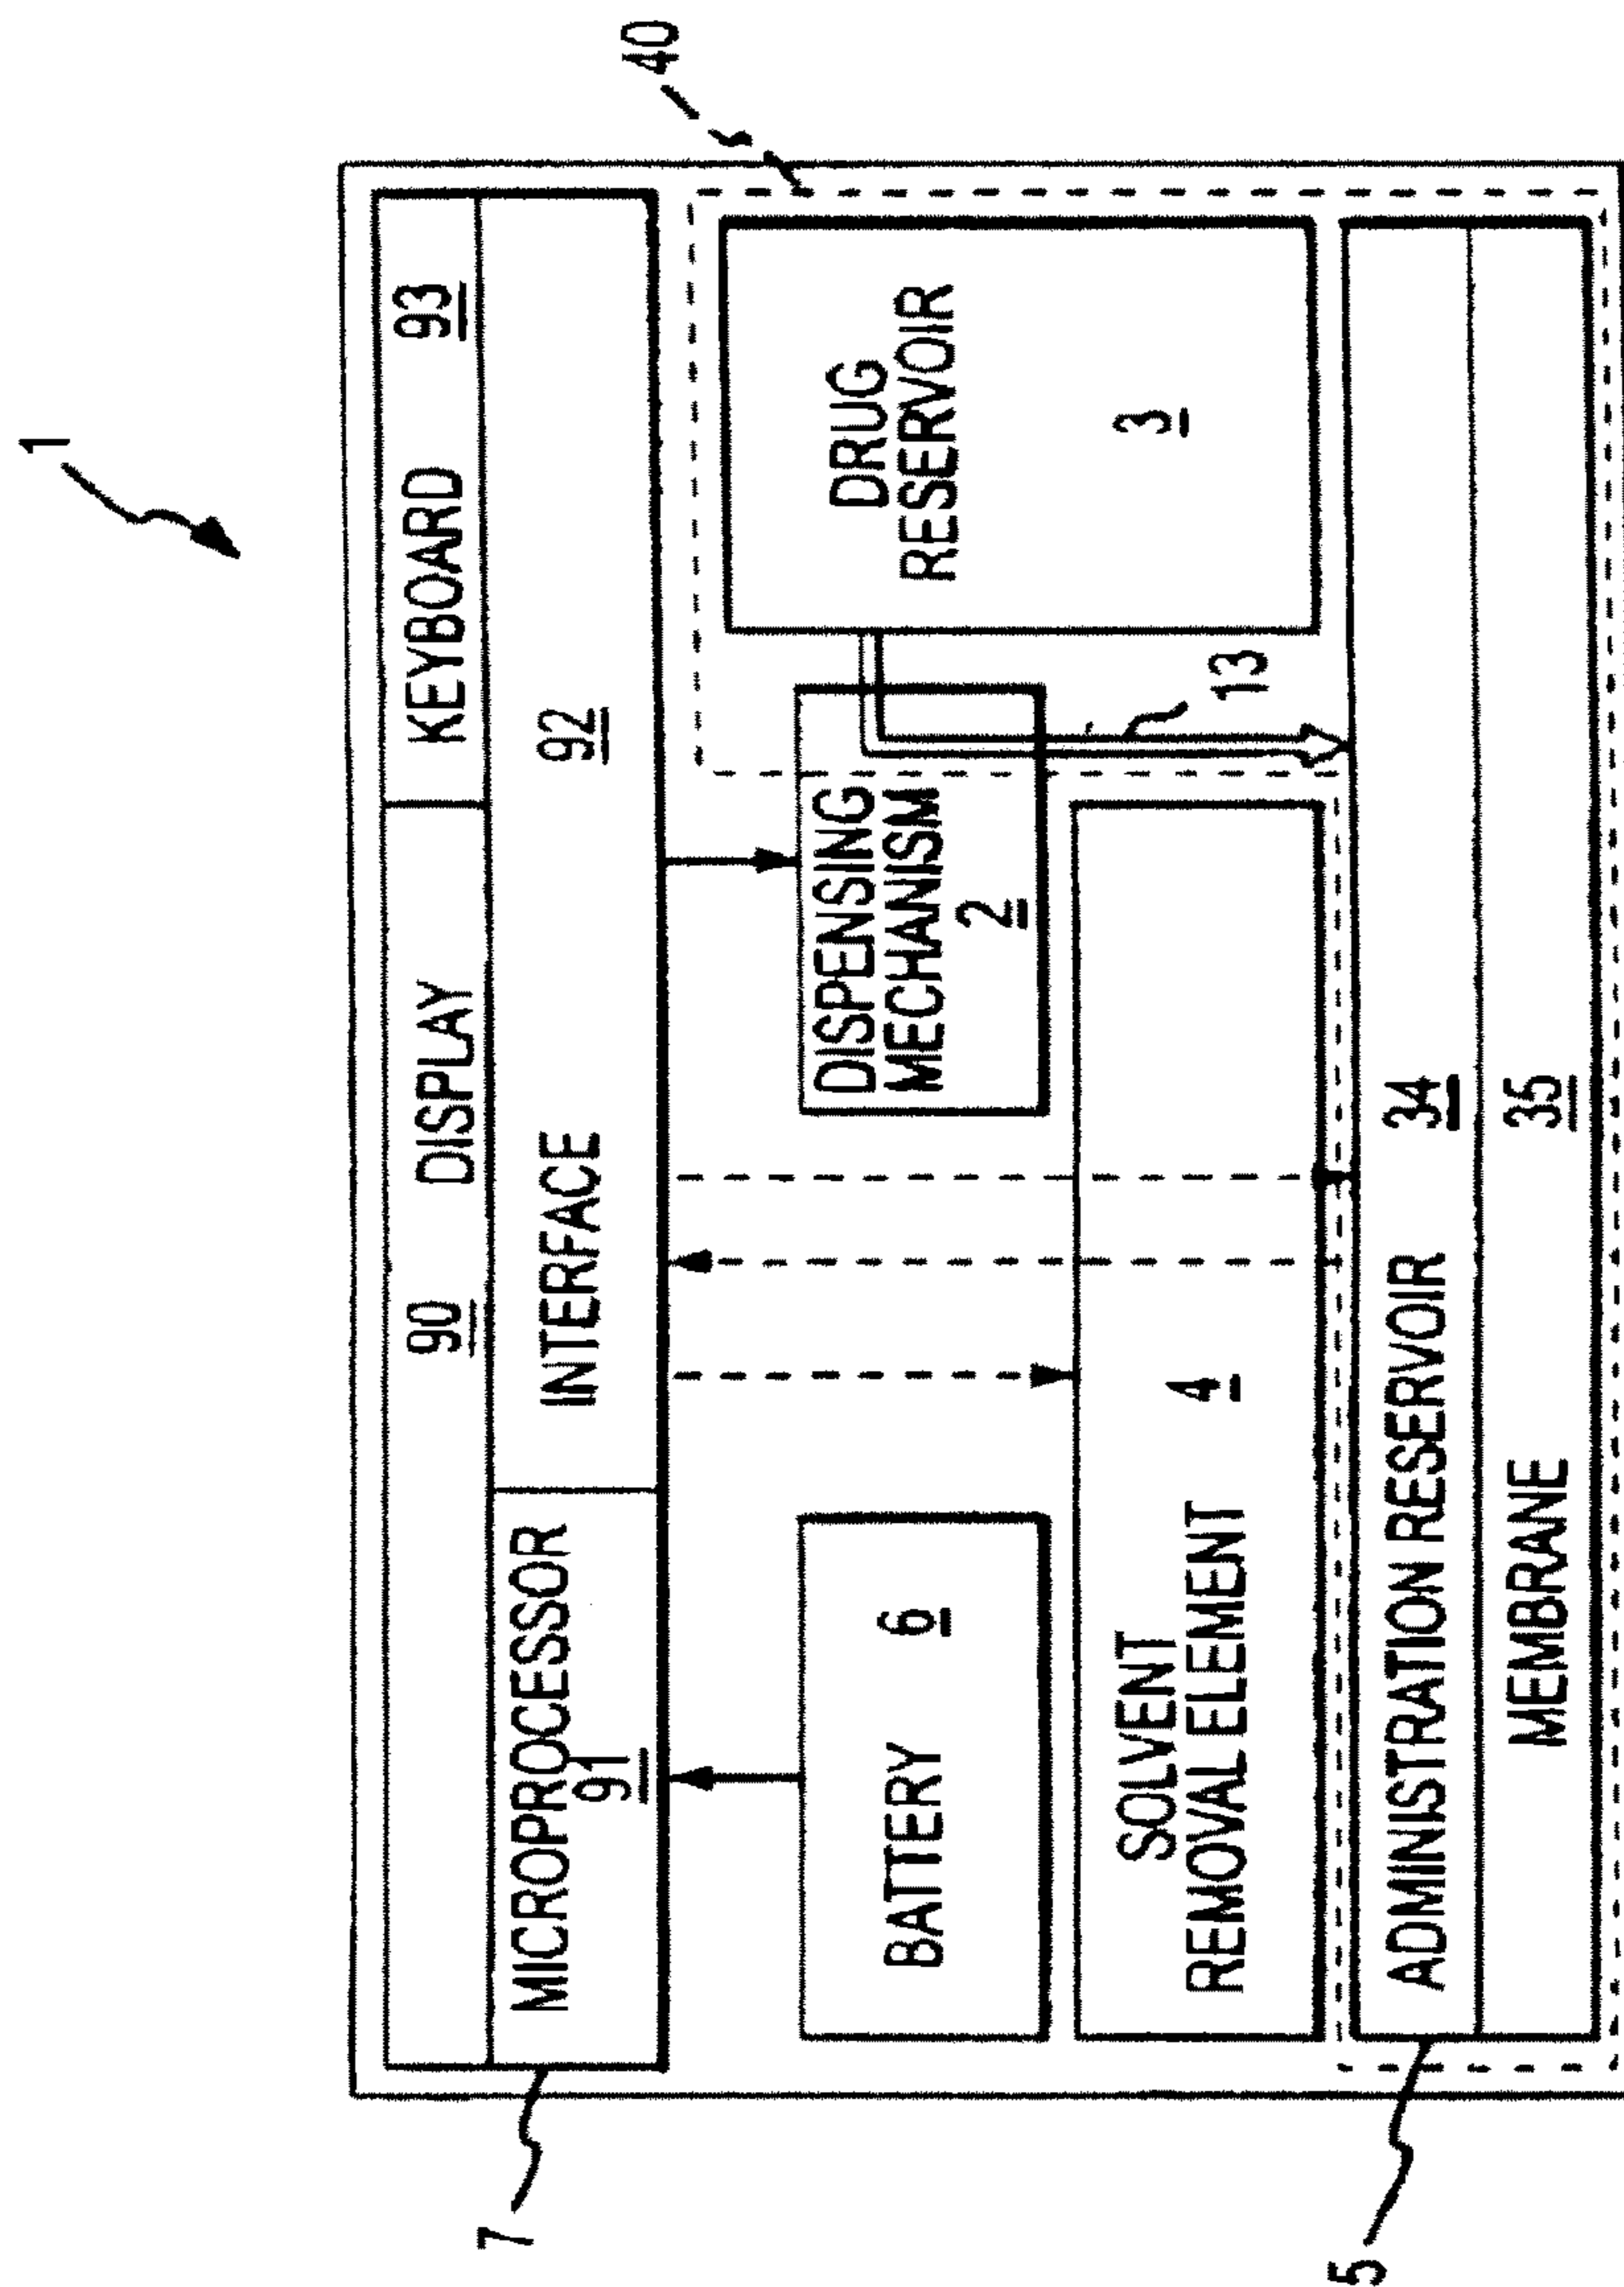 1
40
90 DISPLAY
KEYBOARD 93
MICROPROCESSOR
91
INTERFACE 92
7
BATTERY 6
DISPENSING
MECHANISM
2
DRUG
RESERVOIR
3
13
SOLVENT
REMOVAL ELEMENT 4
ADMINISTRATION RESERVOIR 34
MEMBRANE 35
5